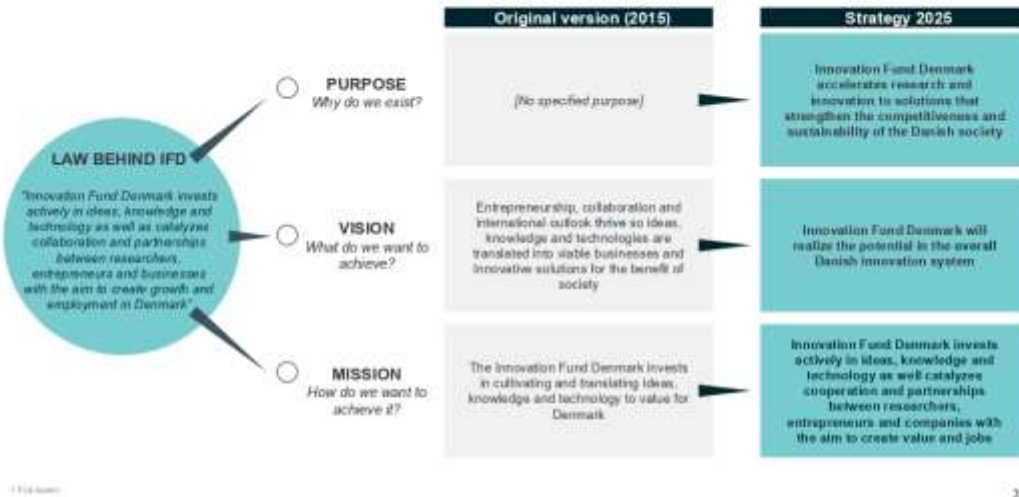 Original version (2015)
Strategy 2025
LAW BEHIND IFD
"Innovation Fund Denmark invests
actively in ideas, knowledge and
technology as well as catalyzes
collaboration and partnerships
between researchers,
entrepreneurs and businesses
with the aim to create growth and
employment in Denmark"
PURPOSE
Why do we exist?
[No specified purpose]
Innovation Fund Denmark
accelerates research and
innovation to solutions that
strengthen the competitiveness and
sustainability of the Danish society
VISION
What do we want to
achieve?
Entrepreneurship, collaboration and
international outlook thrive so ideas,
knowledge and technologies are
translated into viable businesses and
innovative solutions for the benefit of
society
Innovation Fund Denmark will
realize the potential in the overall
Danish innovation system
MISSION
How do we want to
achieve it?
The Innovation Fund Denmark invests
in cultivating and translating ideas,
knowledge and technology to value for
Denmark
Innovation Fund Denmark invests
actively in ideas, knowledge and
technology as well catalyzes
cooperation and partnerships
between researchers,
entrepreneurs and companies with
the aim to create value and jobs